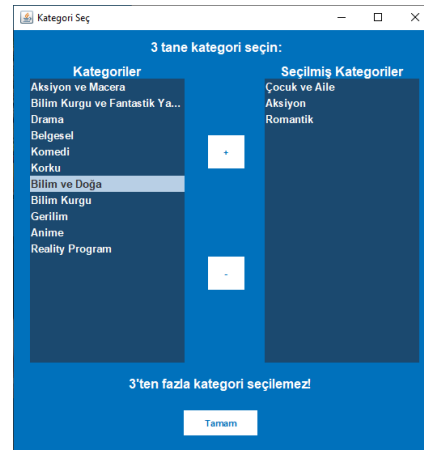 Kategori Seç
3 tane kategori seçin:
Kategoriler
Aksiyon ve Macera
Bilim Kurgu ve Fantastik Ya...
Drama
Belgesel
Komedi
Korku
Bilim ve Doğa
Bilim Kurgu
Gerilim
Anime
Reality Program
+
-
Seçilmiş Kategoriler
Çocuk ve Aile
Aksiyon
Romantik
3'ten fazla kategori seçilemez!
Tamam